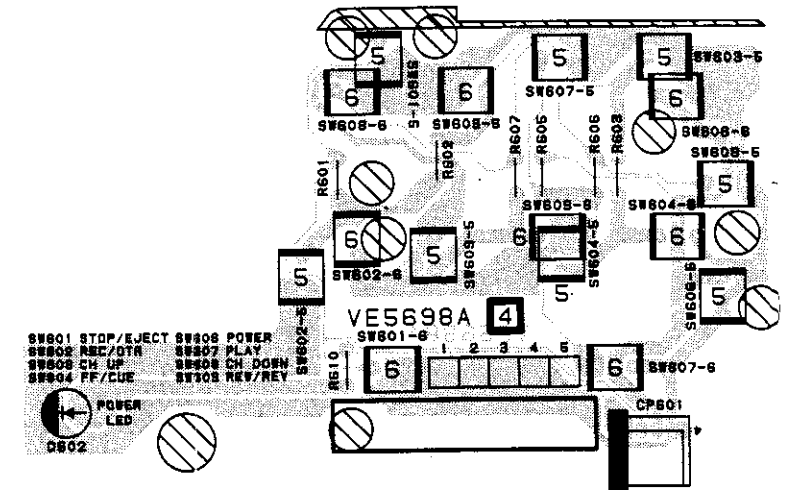 5
5
5
SW603-5
6
6
6
SW601-5
SW607-5
SW608-6
SW609-6
R607
R605
R606
R603
SW606-6
R602
SW608-5
R601
5
SW605-6
SW604-6
6
6
5
6
SW602-6
SW609-5
SW604-5
5
5
5
SW606-5
SW602-5
VE5698A 4
SW601-6
SW601 STOP/EJECT SW606 POWER
SW602 REC/OTR SW607 PLAY
SW603 CH UP SW608 CH DOWN
SW604 FF/CUE SW605 REW/REV
R610
6
1 2 3 4 5
6
SW607-6
POWER
LED
D602
CP601